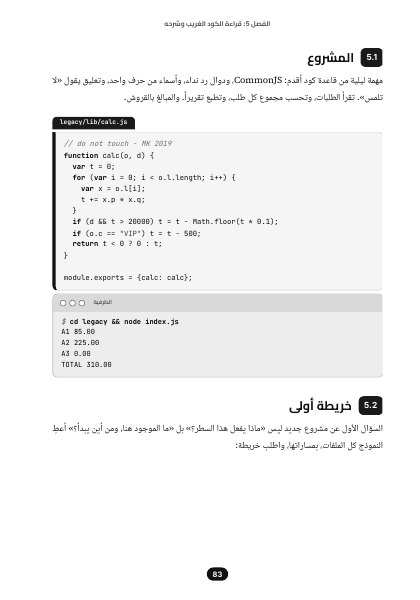 الفصل 5: قراءة الكود الغريب وشرحه
5.1 المشروع
مهمة ليلية من قاعدة كود أقدم: CommonJS، ودوال رد نداء، وأسماء من حرف واحد، وتعليق يقول «لا
تلمس». تقرأ الطلبات، وتحسب مجموع كل طلب، وتطبع تقريراً. والمبالغ بالقروش.
legacy/lib/calc.js
// do not touch - MK 2019
function calc(o, d) {
  var t = 0;
  for (var i = 0; i < o.l.length; i++) {
    var x = o.l[i];
    t += x.p * x.q;
  }
  if (d && t > 20000) t = t - Math.floor(t * 0.1);
  if (o.c == "VIP") t = t - 500;
  return t < 0 ? 0 : t;
}
module.exports = {calc: calc};
الطرفية
$ cd legacy && node index.js
A1 85.00
A2 225.00
A3 0.00
TOTAL 310.00
5.2 خريطة أولى
السؤال الأول عن مشروع جديد ليس «ماذا يفعل هذا السطر؟» بل «ما الموجود هنا، ومن أين يبدأ؟» أعطِ
النموذج كل الملفات، بمساراتها، واطلب خريطة:
83